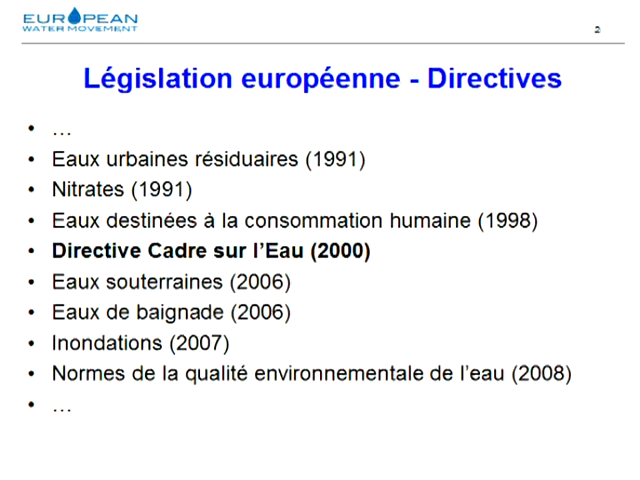 EUROPEAN
WATER MOVEMENT
2
Législation européenne - Directives
• …
• Eaux urbaines résiduaires (1991)
• Nitrates (1991)
• Eaux destinées à la consommation humaine (1998)
• Directive Cadre sur l'Eau (2000)
• Eaux souterraines (2006)
• Eaux de baignade (2006)
• Inondations (2007)
• Normes de la qualité environnementale de l'eau (2008)
• …